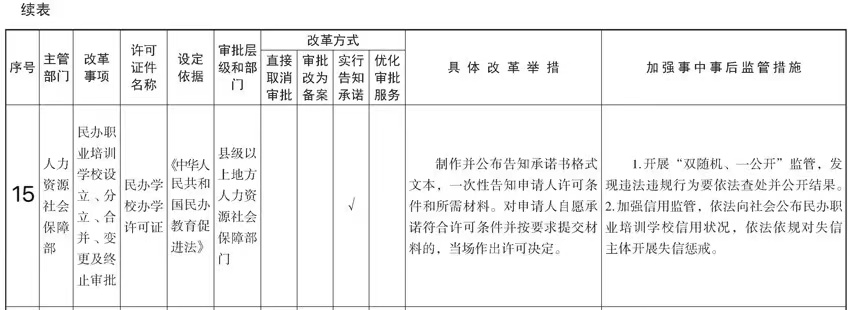 续表
序号
主管
部门
改革
事项
许可
证件
名称
设定
依据
审批层
级和部
门
改革方式
直接
取消
审批
审批
改为
备案
实行
告知
承诺
优化
审批
服务
具体改革举措
加强事中事后监管措施
15
人力
资源
社会
保障
部
民办职
业培训
学校设
立、分
立、合
并、变
更及终
止审批
民办学
校办学
许可证
《中华人
民共和
国民办
教育促
进法》
县级以
上地方
人力资
源社会
保障部
门
√
制作并公布告知承诺书格式
文本，一次性告知申请人许可条
件和所需材料。对申请人自愿承
诺符合许可条件并按要求提交材
料的，当场作出许可决定。
1.开展“双随机、一公开”监管，发
现违法违规行为要依法查处并公开结果。
2.加强信用监管，依法向社会公布民办职
业培训学校信用状况，依法依规对失信
主体开展失信惩戒。